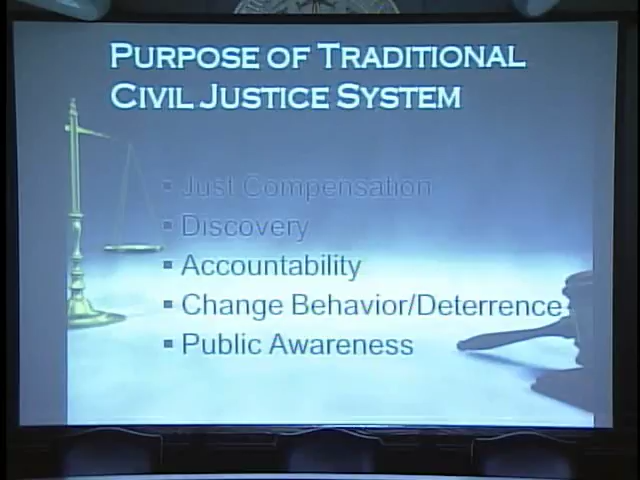 PURPOSE OF TRADITIONAL
CIVIL JUSTICE SYSTEM
▪ Just Compensation
▪ Discovery
▪ Accountability
▪ Change Behavior/Deterrence
▪ Public Awareness